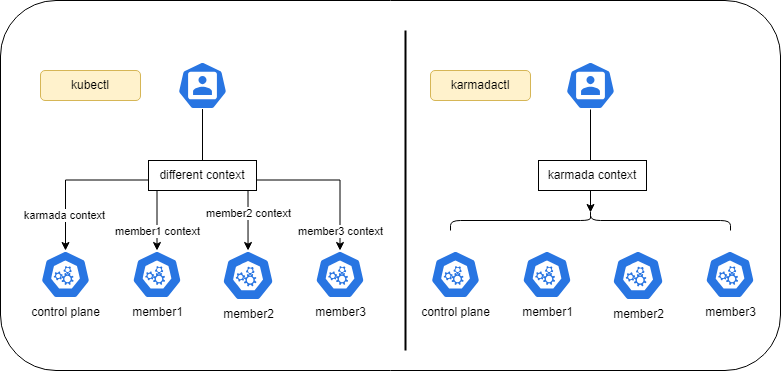 kubectl
different context
karmada context
member1 context
member2 context
member3 context
control plane
member1
member2
member3
karmadactl
karmada context
control plane
member1
member2
member3